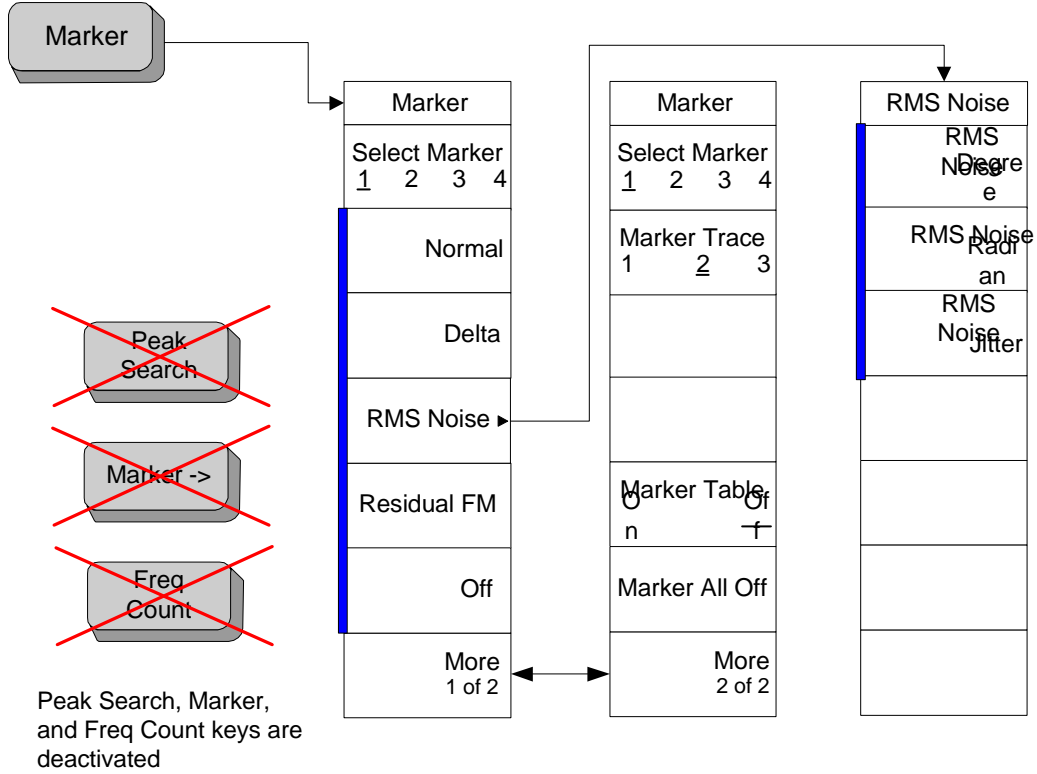 Marker
Marker
Select Marker
1 2 3 4
Normal
Delta
RMS Noise
Residual FM
Off
More
1 of 2
Marker
Select Marker
1 2 3 4
Marker Trace
1 2 3
Marker Table
On Off
Marker All Off
More
2 of 2
RMS Noise
RMS
Noise
Degre
e
RMS Noise
Radi
an
RMS
Noise
Jitter
Peak
Search
Marker ->
Freq
Count
Peak Search, Marker,
and Freq Count keys are
deactivated